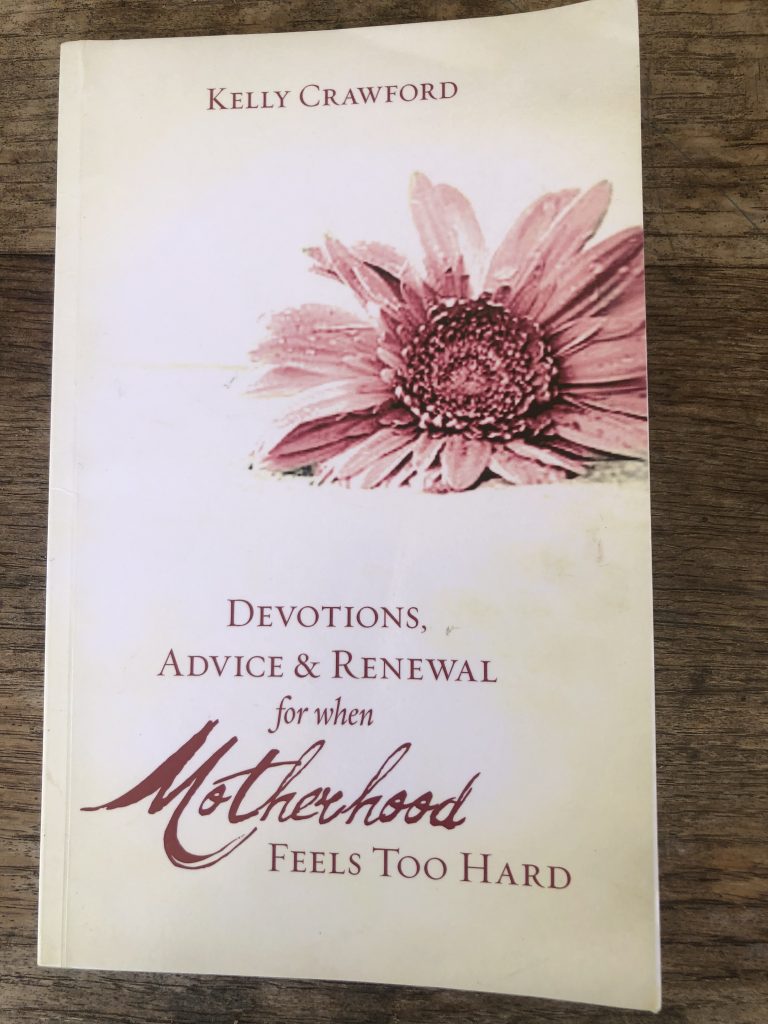 Kelly Crawford
Devotions,
Advice & Renewal
for when
Motherhood
Feels Too Hard